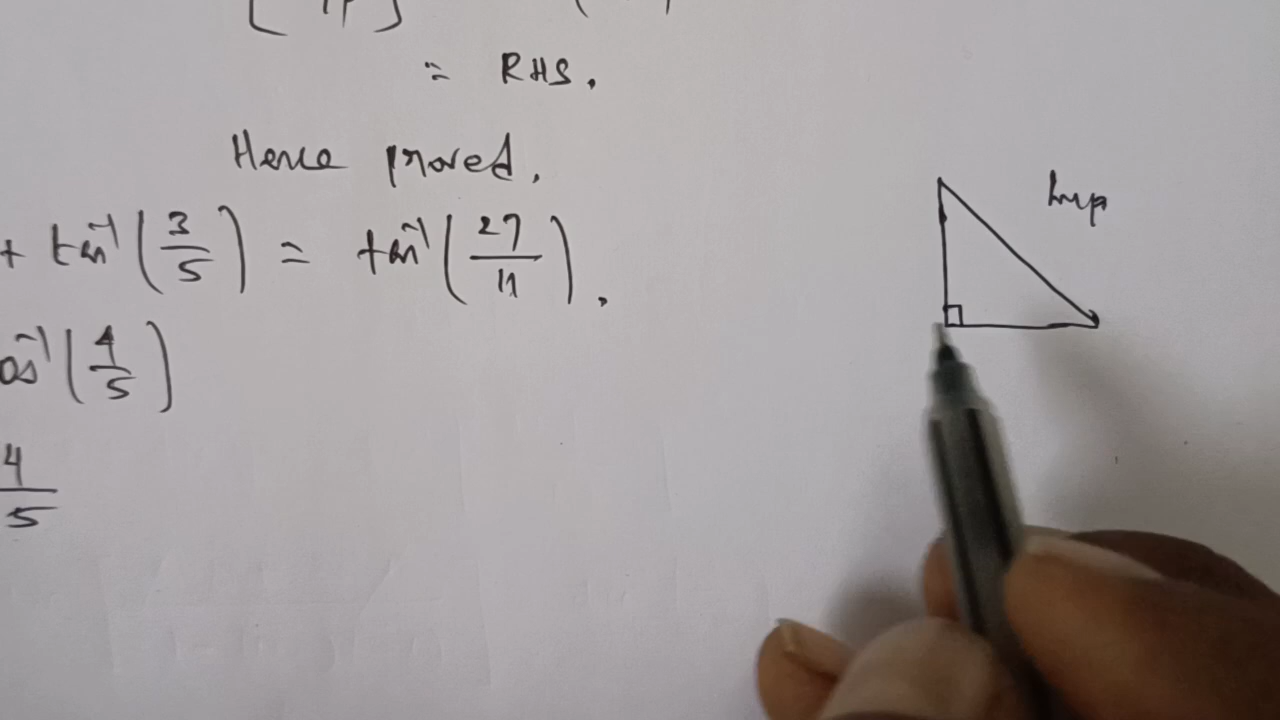 = RHS.
Hence proved.
+ tan⁻¹(3/5) = tan⁻¹(27/11).
hyp
os⁻¹(4/5)
4/5